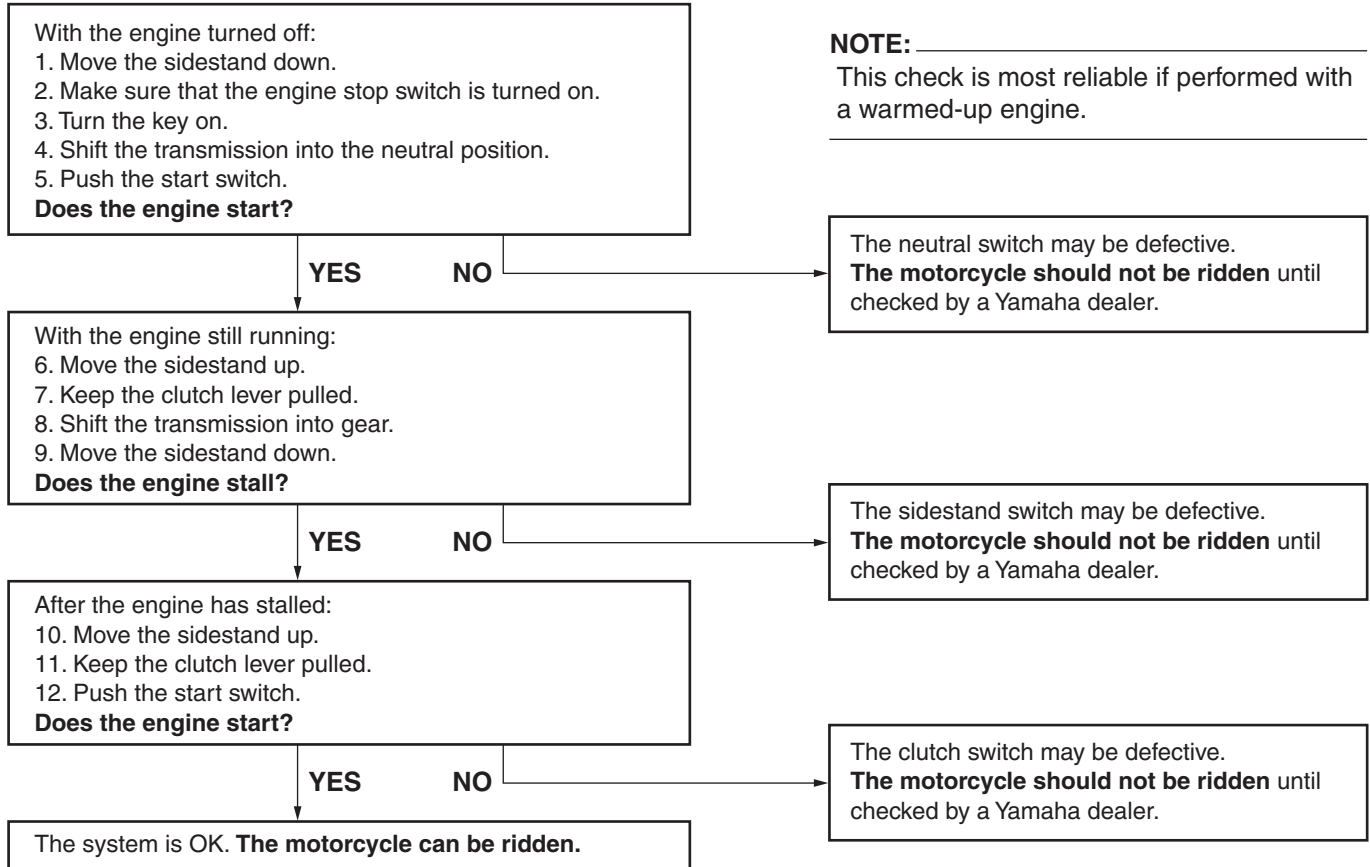 With the engine turned off:
1. Move the sidestand down.
2. Make sure that the engine stop switch is turned on.
3. Turn the key on.
4. Shift the transmission into the neutral position.
5. Push the start switch.
Does the engine start?
NOTE:
This check is most reliable if performed with
a warmed-up engine.
YES NO
The neutral switch may be defective.
The motorcycle should not be ridden until
checked by a Yamaha dealer.
With the engine still running:
6. Move the sidestand up.
7. Keep the clutch lever pulled.
8. Shift the transmission into gear.
9. Move the sidestand down.
Does the engine stall?
YES NO
The sidestand switch may be defective.
The motorcycle should not be ridden until
checked by a Yamaha dealer.
After the engine has stalled:
10. Move the sidestand up.
11. Keep the clutch lever pulled.
12. Push the start switch.
Does the engine start?
YES NO
The clutch switch may be defective.
The motorcycle should not be ridden until
checked by a Yamaha dealer.
The system is OK. The motorcycle can be ridden.